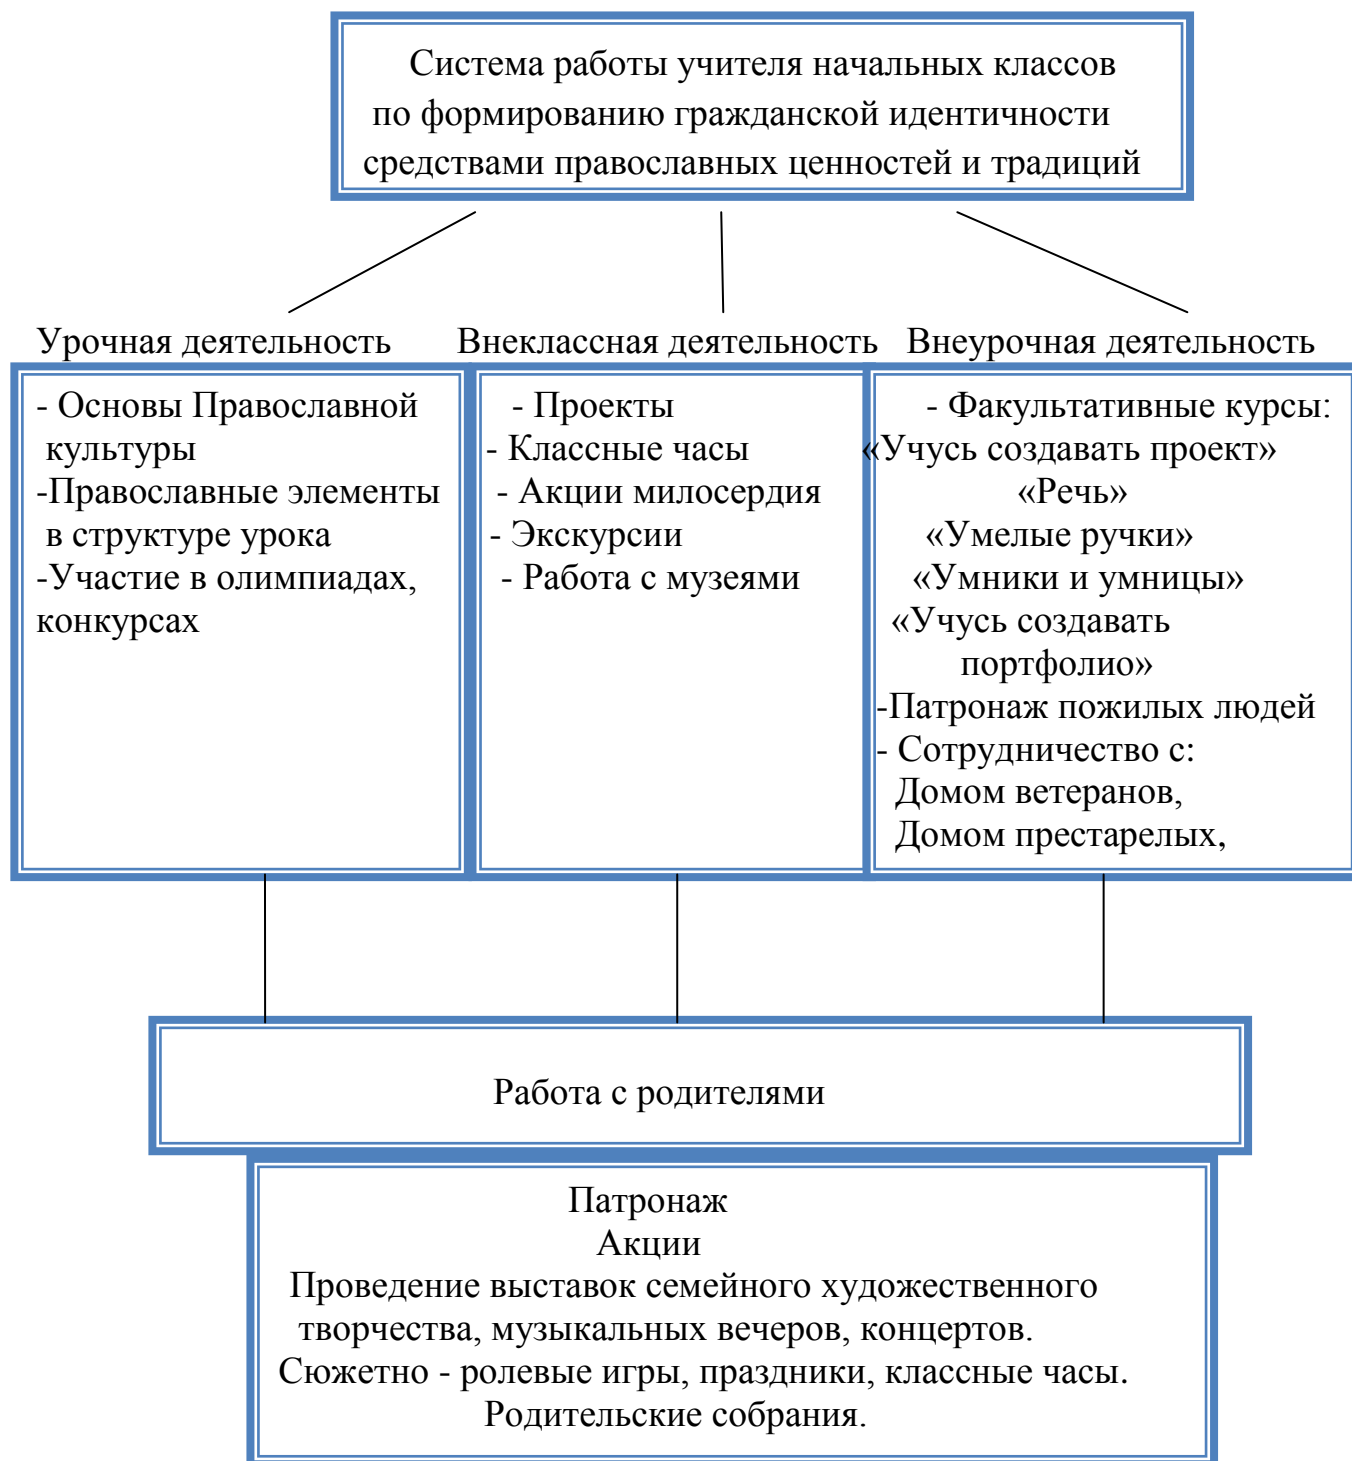 Система работы учителя начальных классов
по формированию гражданской идентичности
средствами православных ценностей и традиций
Урочная деятельность
- Основы Православной
культуры
-Православные элементы
в структуре урока
-Участие в олимпиадах,
конкурсах
Внеклассная деятельность
- Проекты
- Классные часы
- Акции милосердия
- Экскурсии
- Работа с музеями
Внеурочная деятельность
- Факультативные курсы:
«Учусь создавать проект»
«Речь»
«Умелые ручки»
«Умники и умницы»
«Учусь создавать
портфолио»
-Патронаж пожилых людей
- Сотрудничество с:
Домом ветеранов,
Домом престарелых,
Работа с родителями
Патронаж
Акции
Проведение выставок семейного художественного
творчества, музыкальных вечеров, концертов.
Сюжетно - ролевые игры, праздники, классные часы.
Родительские собрания.